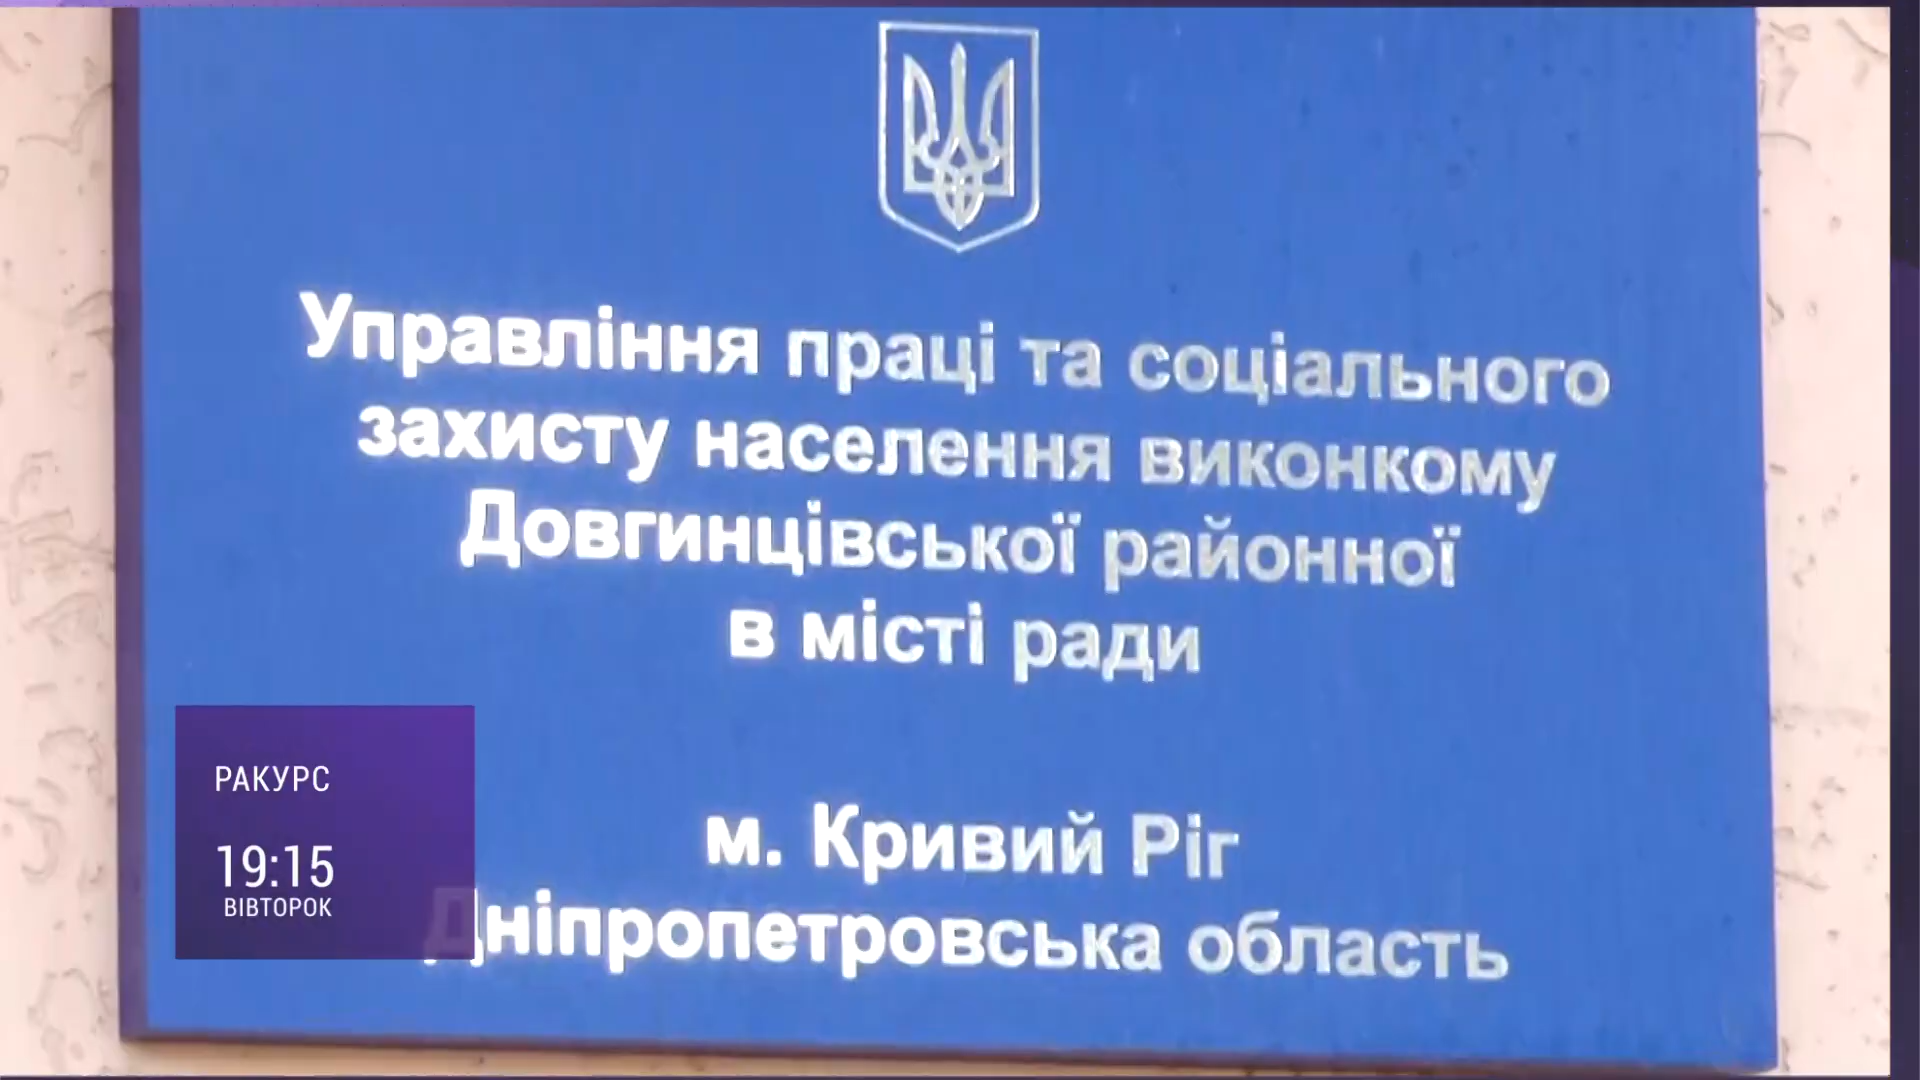 Управління праці та соціального
захисту населення виконкому
Довгинцівської районної
в місті ради
м. Кривий Ріг
Дніпропетровська область
РАКУРС
19:15
ВІВТОРОК